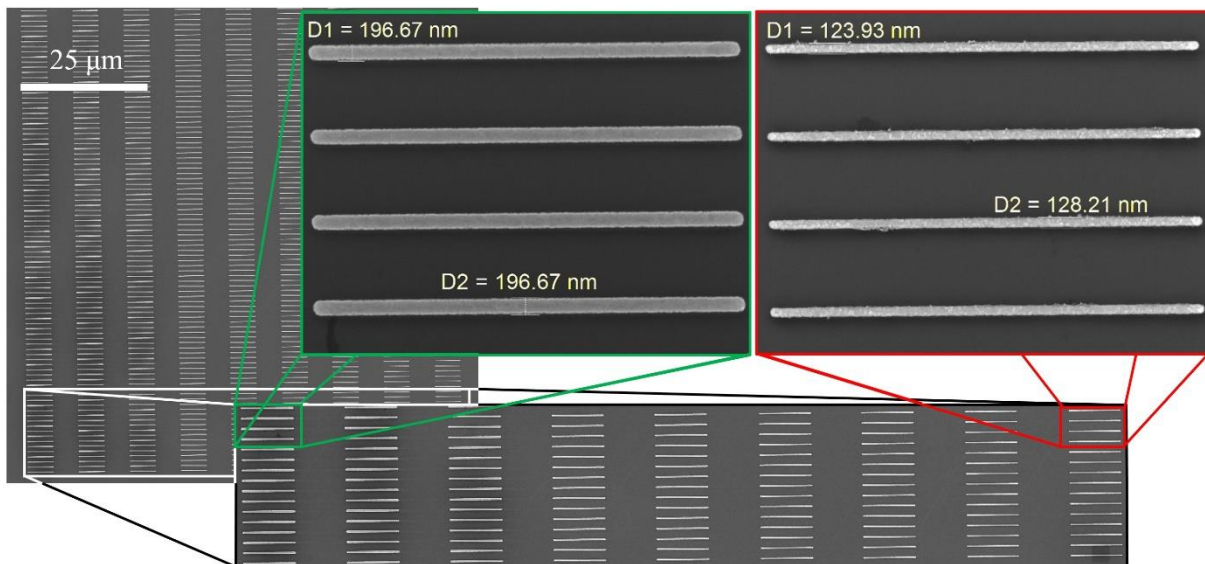 25 μm
D1 = 196.67 nm
D2 = 196.67 nm
D1 = 123.93 nm
D2 = 128.21 nm